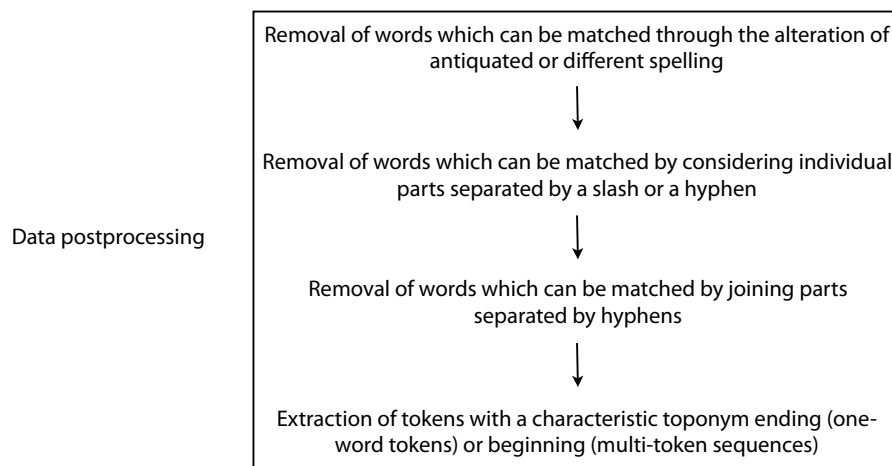 Removal of words which can be matched through the alteration of
antiquated or different spelling
Removal of words which can be matched by considering individual
parts separated by a slash or a hyphen
Data postprocessing
Removal of words which can be matched by joining parts
separated by hyphens
Extraction of tokens with a characteristic toponym ending (one-
word tokens) or beginning (multi-token sequences)